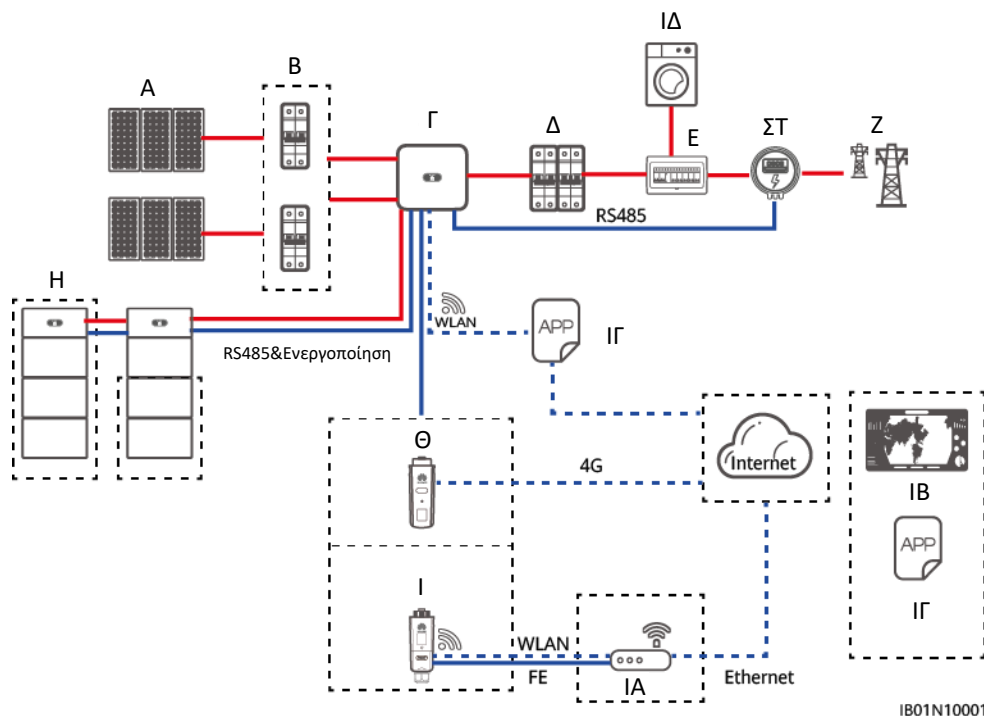 ΙΔ
Α
Β
Γ
Δ
Ε
ΣΤ
Ζ
RS485
Η
WLAN
APP
ΙΓ
RS485&Ενεργοποίηση
Θ
4G
Internet
ΙΒ
APP
ΙΓ
Ι
WLAN
FE
ΙΑ
Ethernet
IB01N10001